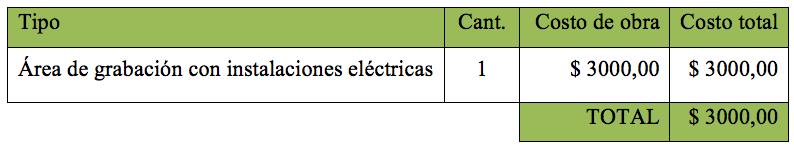 Tipo Cant. Costo de obra Costo total
Área de grabación con instalaciones eléctricas 1 $ 3000,00 $ 3000,00
TOTAL $ 3000,00